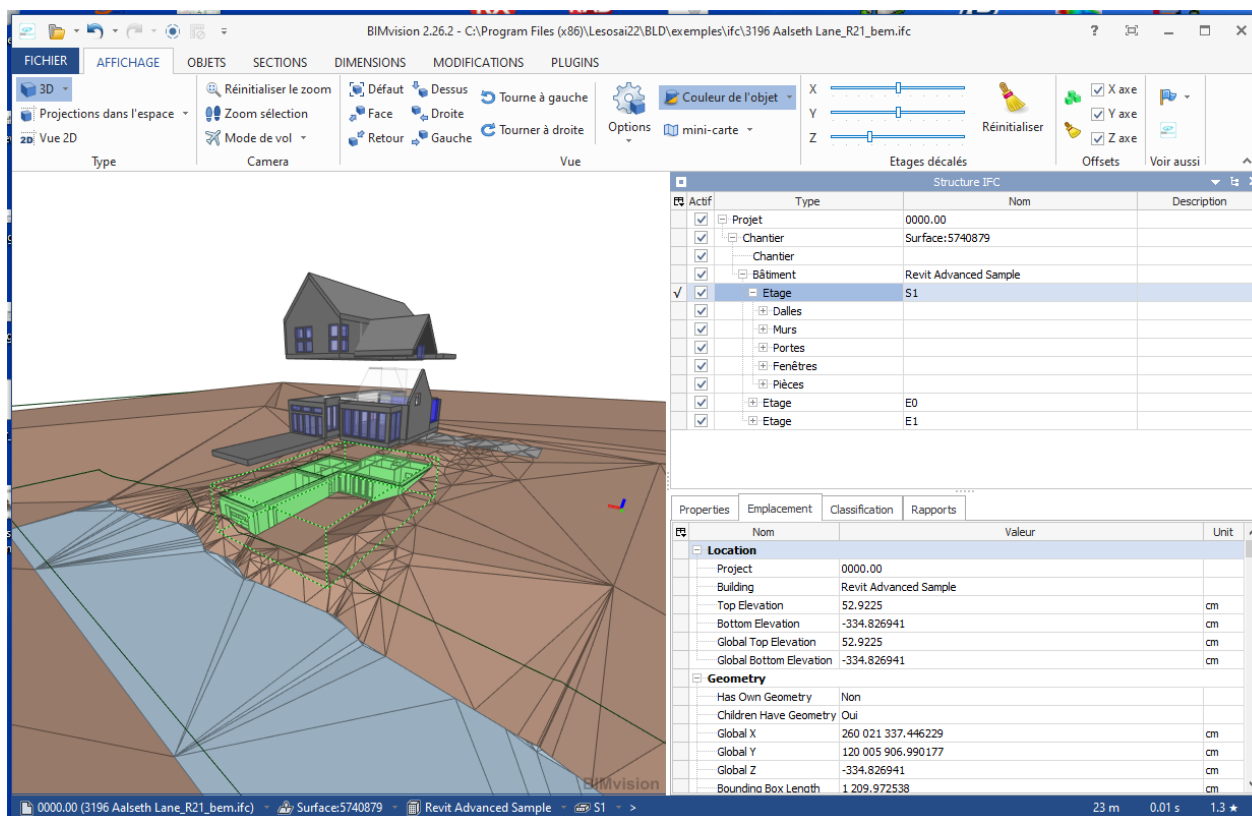 BIMvision 2.26.2 - C:\Program Files (x86)\Lesosai22\BLD\exemples\ifc\3196 Aalseth Lane_R21_bem.ifc
FICHIER AFFICHAGE OBJETS SECTIONS DIMENSIONS MODIFICATIONS PLUGINS
3D Réinitialiser le zoom Défaut Dessus Tourne à gauche Couleur de l'objet X X axe
Projections dans l'espace Zoom sélection Face Droite Options Y Réinitialiser Y axe
2D Vue 2D Mode de vol Retour Gauche Tourner à droite mini-carte Z Z axe
Type Camera Vue Etages décalés Offsets Voir aussi
Structure IFC
Actif Type Nom Description
Projet 0000.00
Chantier Surface:5740879
Chantier
Bâtiment Revit Advanced Sample
√ Etage S1
Dalles
Murs
Portes
Fenêtres
Pièces
Etage E0
Etage E1
Properties Emplacement Classification Rapports
Nom Valeur Unit
Location
Project 0000.00
Building Revit Advanced Sample
Top Elevation 52.9225 cm
Bottom Elevation -334.826941 cm
Global Top Elevation 52.9225 cm
Global Bottom Elevation -334.826941 cm
Geometry
Has Own Geometry Non
Children Have Geometry Oui
Global X 260 021 337.446229 cm
Global Y 120 005 906.990177 cm
Global Z -334.826941 cm
Bounding Box Length 1 209.972538 cm
BIMvision
0000.00 (3196 Aalseth Lane_R21_bem.ifc) Surface:5740879 Revit Advanced Sample S1 > 23 m 0.01 s 1.3 ★